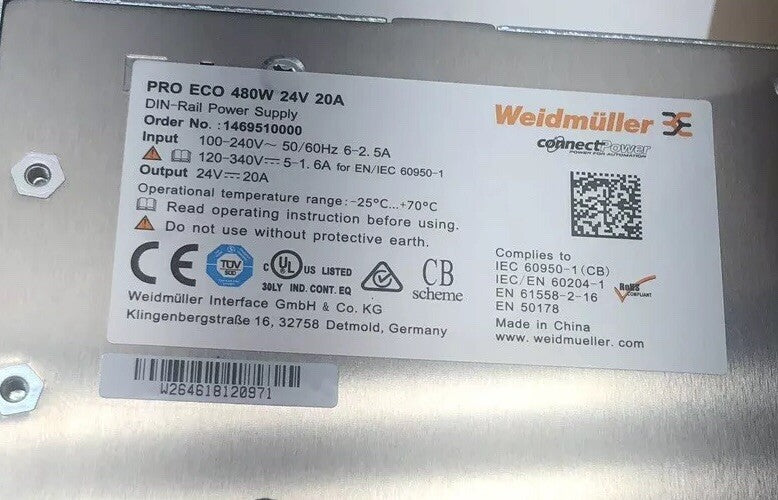 PRO ECO 480W 24V 20A
DIN-Rail Power Supply
Order No. :1469510000
Input 100-240V~ 50/60Hz 6-2.5A
120-340V⎓ 5-1.6A for EN/IEC 60950-1
Output 24V⎓20A
Operational temperature range: -25°C...+70°C
Read operating instruction before using.
Do not use without protective earth.
Weidmüller
connectPower
POWER FOR AUTOMATION
CE
TÜV
SÜD
c UL US LISTED
30LY IND. CONT. EQ
CB
scheme
Weidmüller Interface GmbH & Co. KG
Klingenbergstraße 16, 32758 Detmold, Germany
Complies to
IEC 60950-1(CB)
IEC/EN 60204-1
EN 61558-2-16
EN 50178
RoHS
COMPLIANT
Made in China
www. weidmueller. com
W264618120971